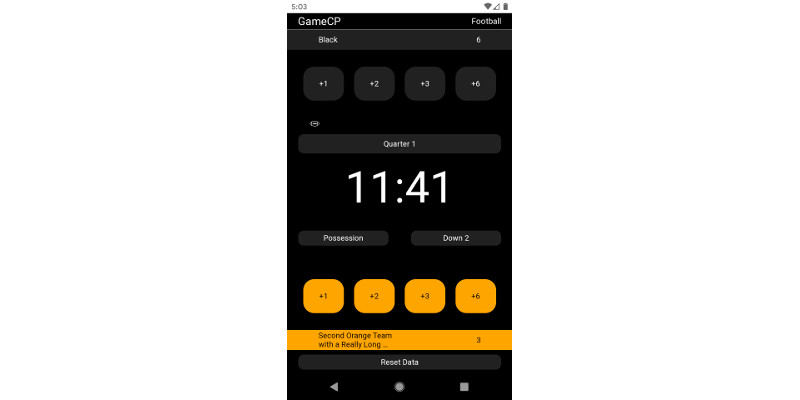 5:03
GameCP Football
Black 6
+1 +2 +3 +6
Quarter 1
11:41
Possession Down 2
+1 +2 +3 +6
Second Orange Team
with a Really Long ... 3
Reset Data